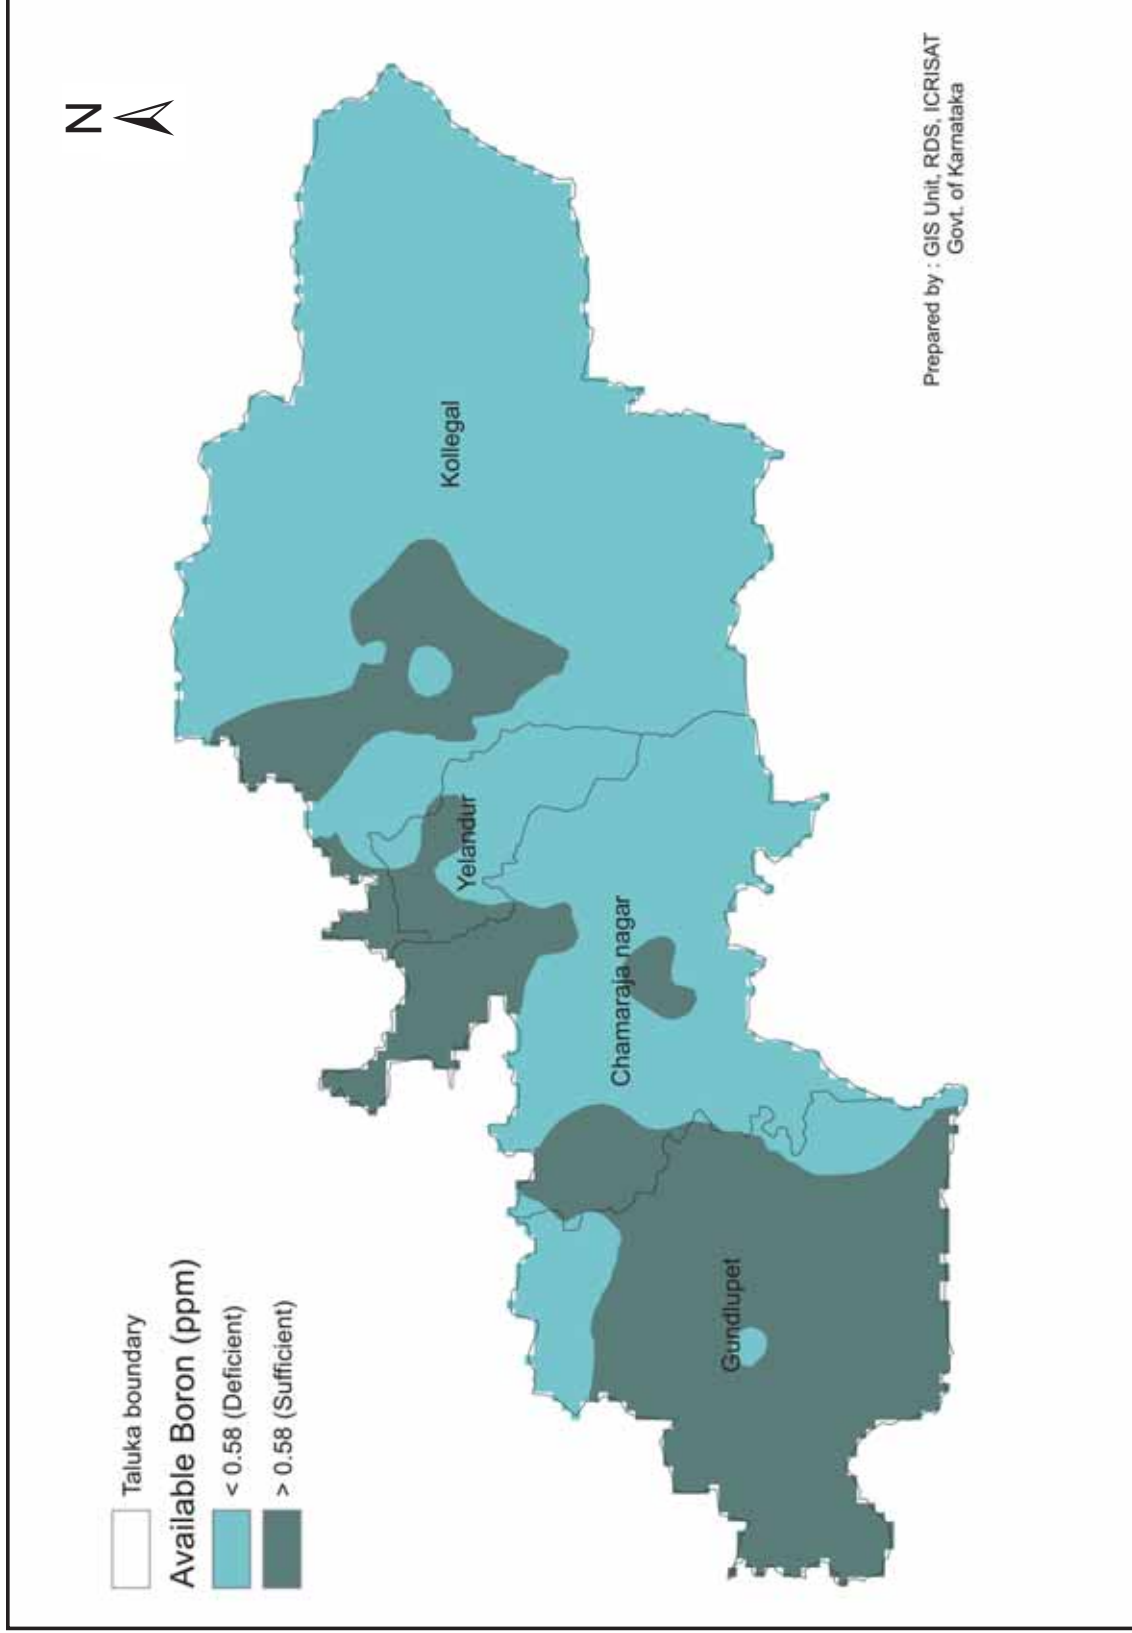 N
Kollegal
Yelandur
Chamaraja nagar
Gundlupet
Taluka boundary
Available Boron (ppm)
< 0.58 (Deficient)
> 0.58 (Sufficient)
Prepared by : GIS Unit, RDS, ICRISAT
Govt. of Karnataka